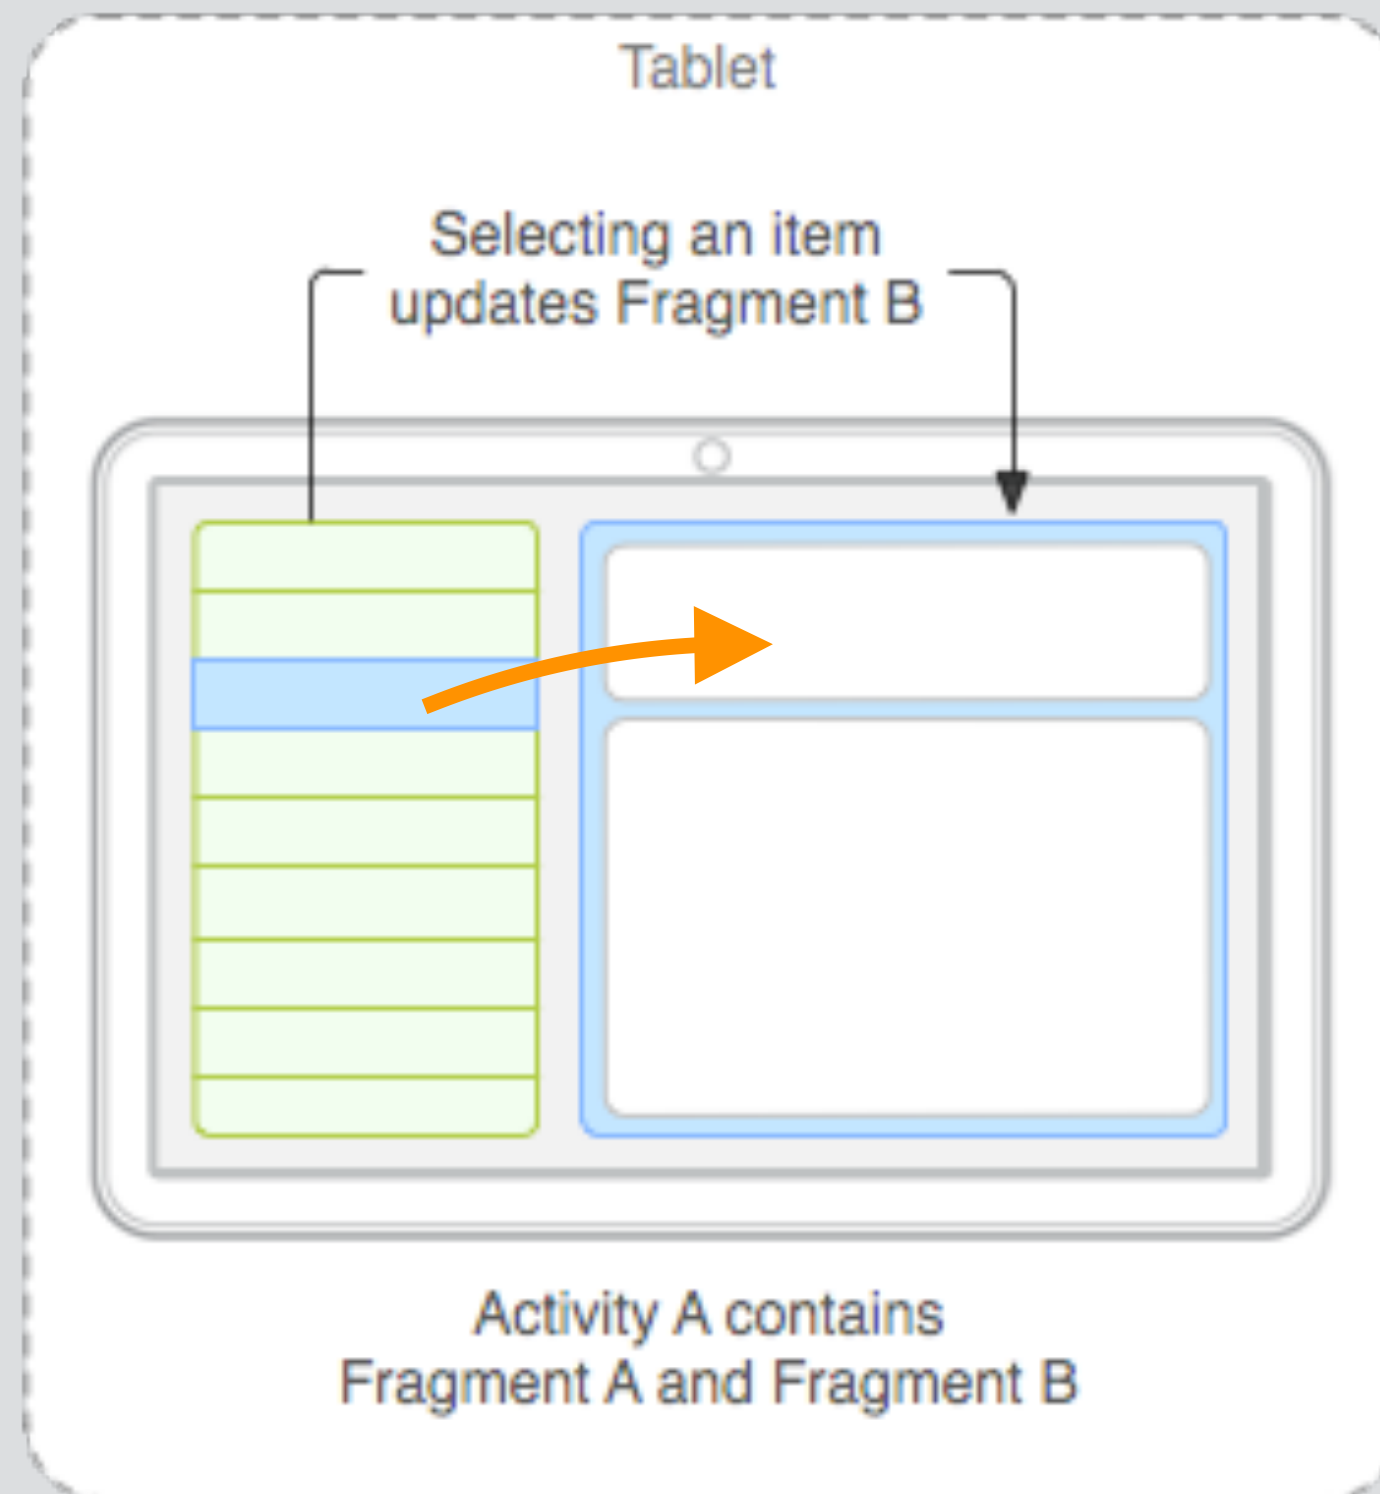 Tablet
Selecting an item
updates Fragment B
Activity A contains
Fragment A and Fragment B